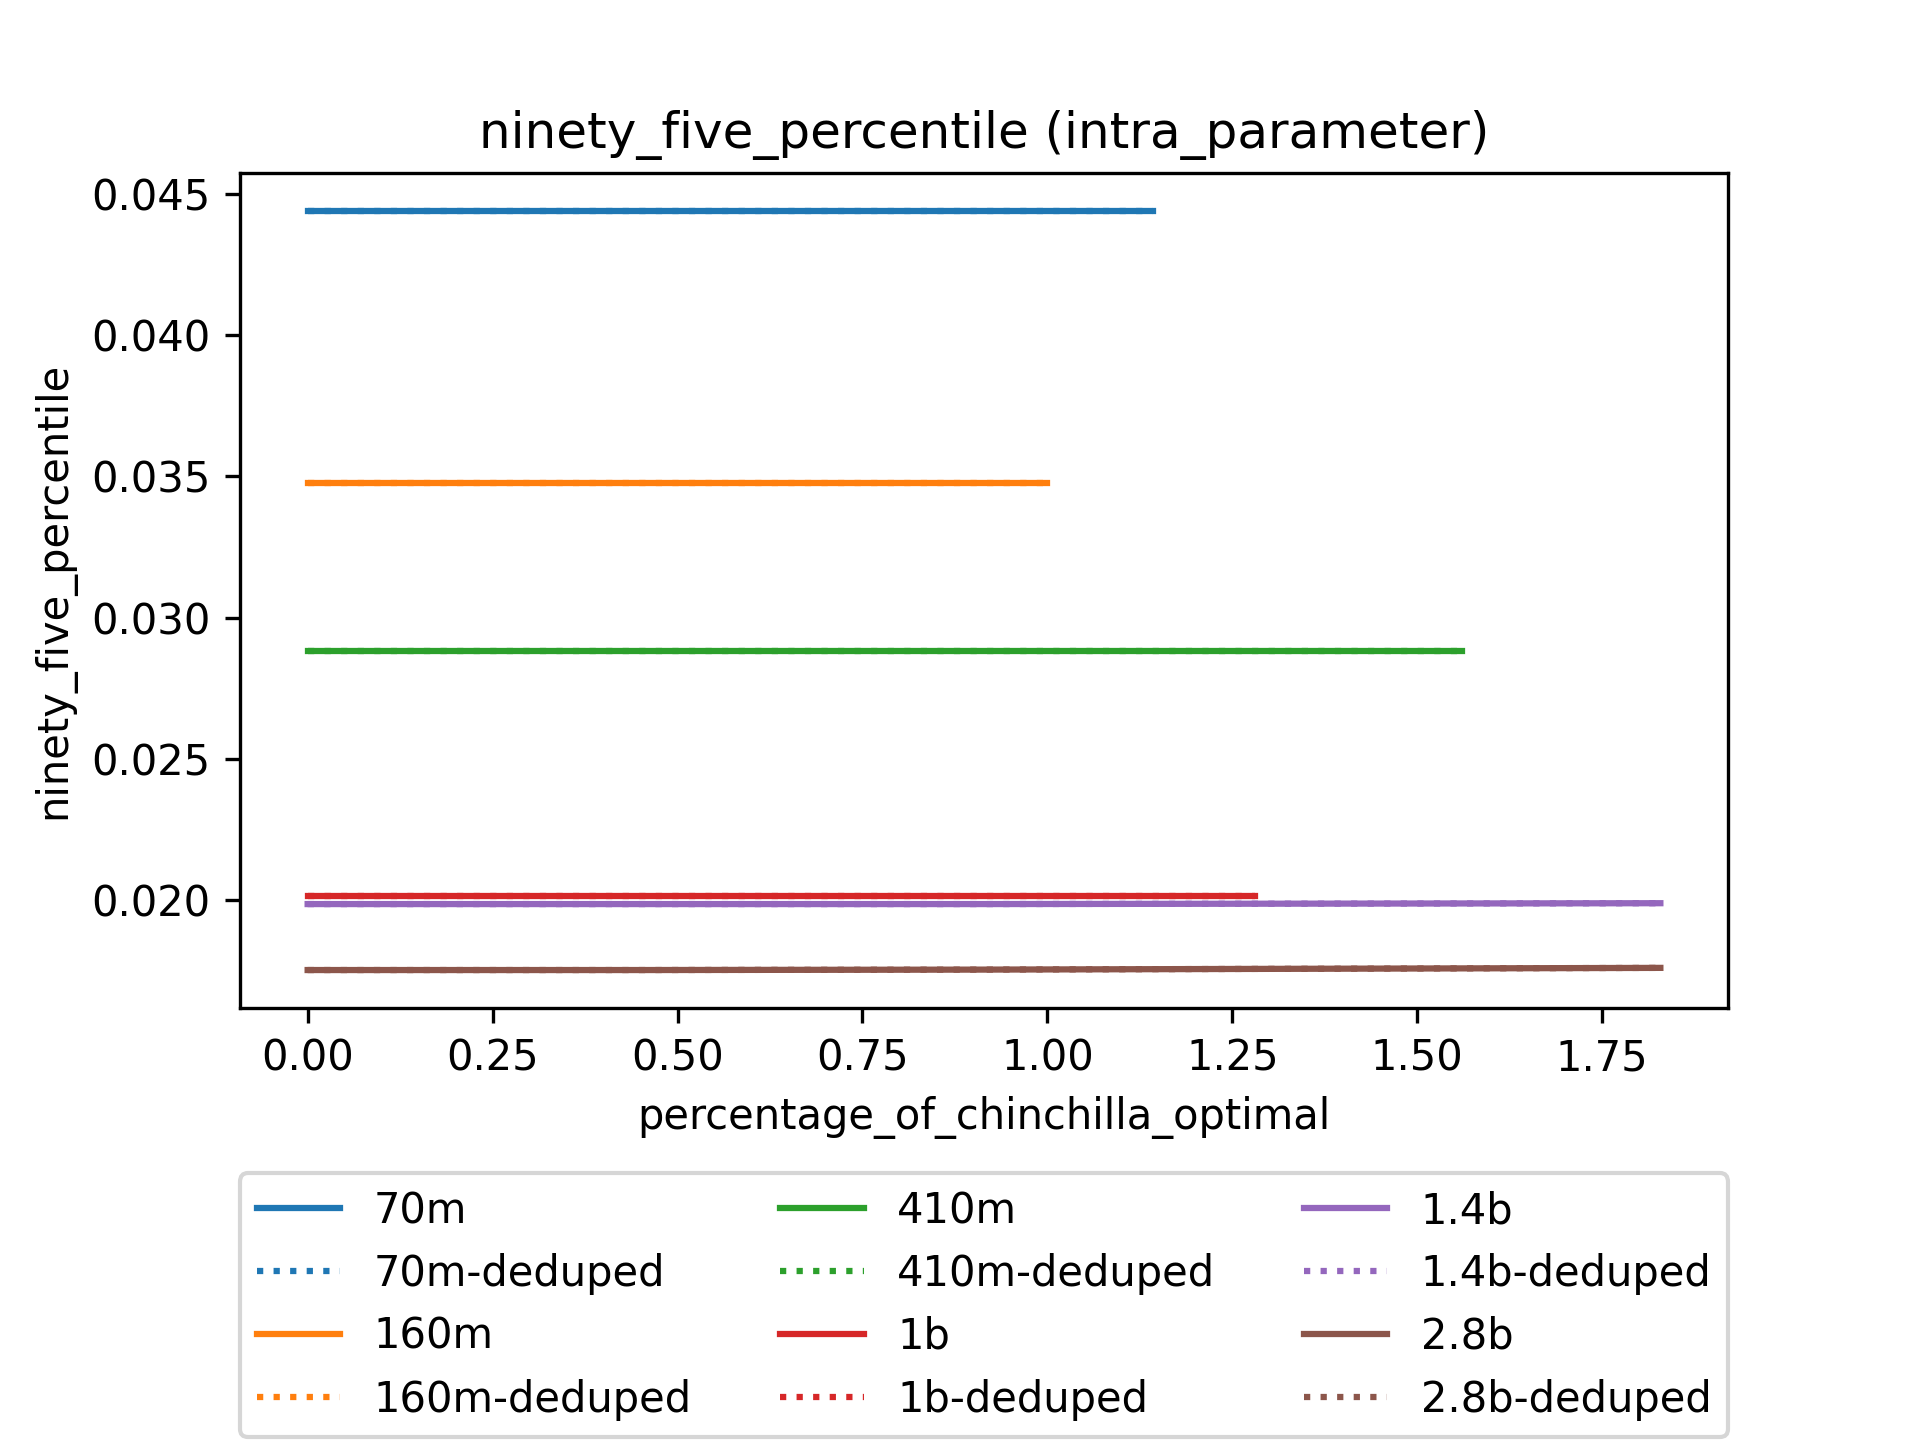 ninety_five_percentile (intra_parameter)
ninety_five_percentile
0.045
0.040
0.035
0.030
0.025
0.020
0.00 0.25 0.50 0.75 1.00 1.25 1.50 1.75
percentage_of_chinchilla_optimal
70m
70m-deduped
160m
160m-deduped
410m
410m-deduped
1b
1b-deduped
1.4b
1.4b-deduped
2.8b
2.8b-deduped